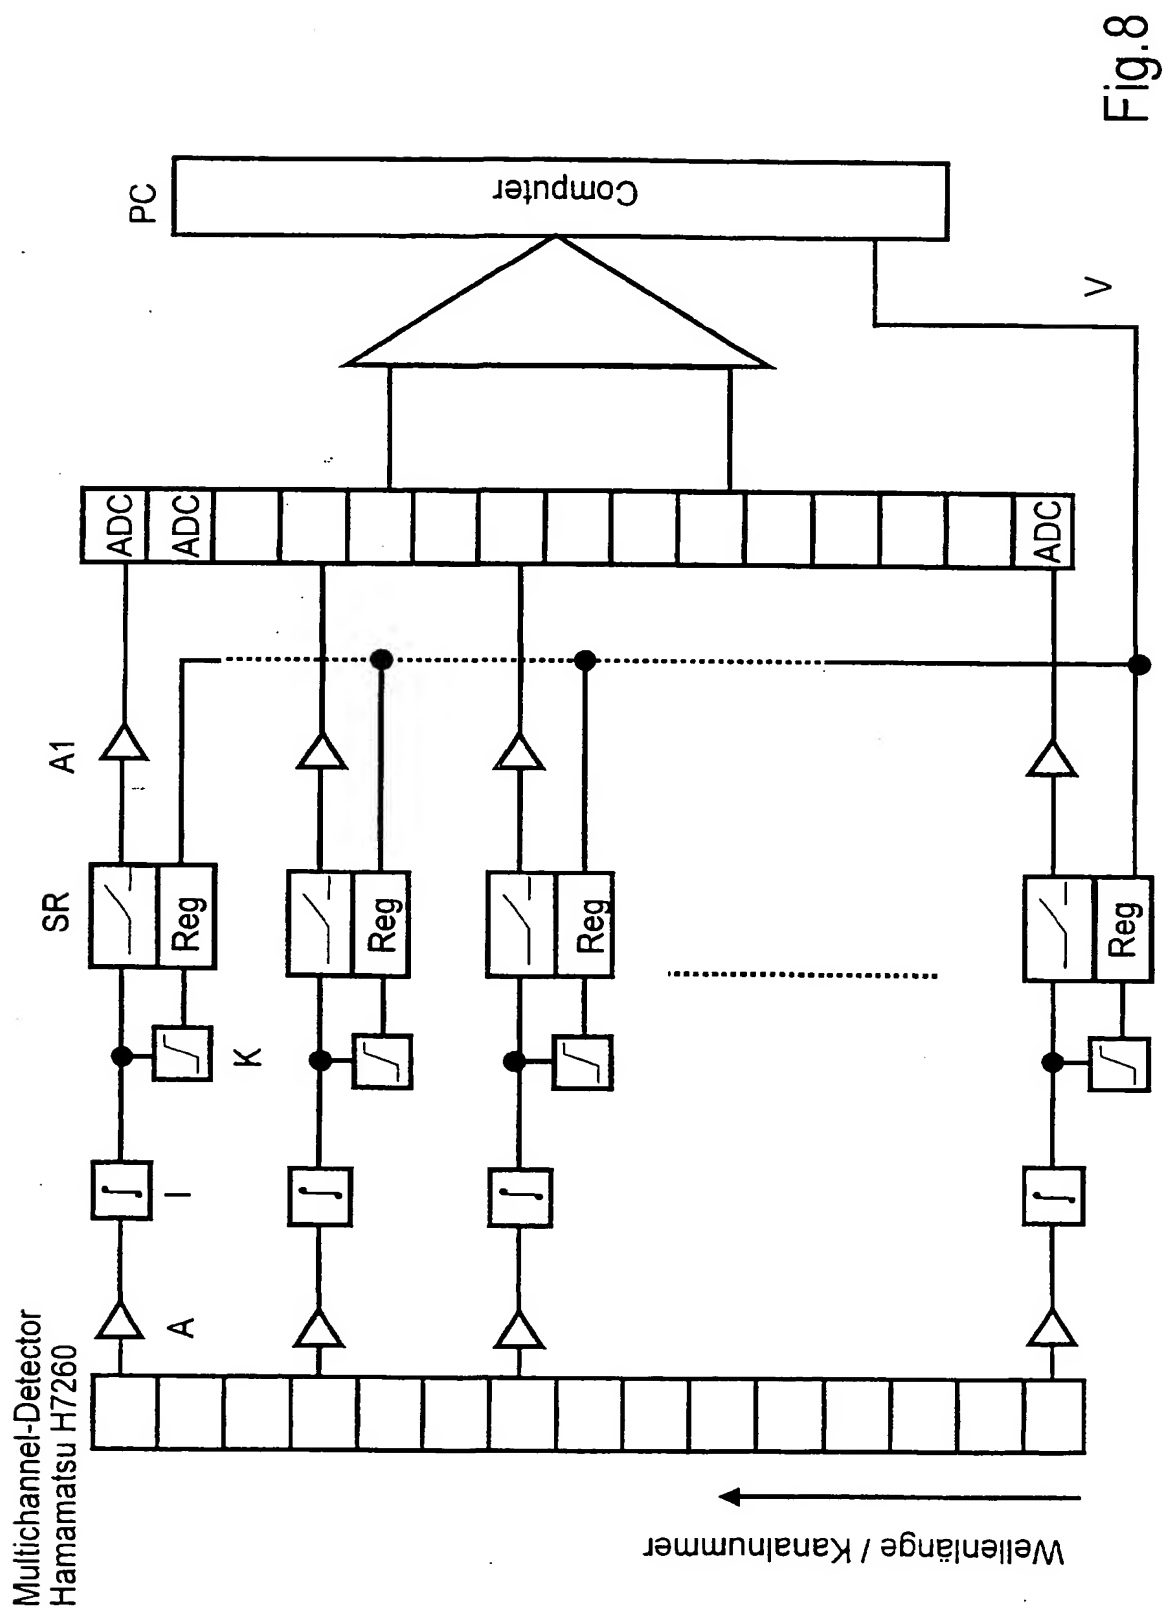 Multichannel-Detector
Hamamatsu H7260
Wellenlänge / Kanalnummer
A
I
K
SR
A1
Reg
Reg
Reg
Reg
ADC
ADC
ADC
PC
Computer
V
Fig.8